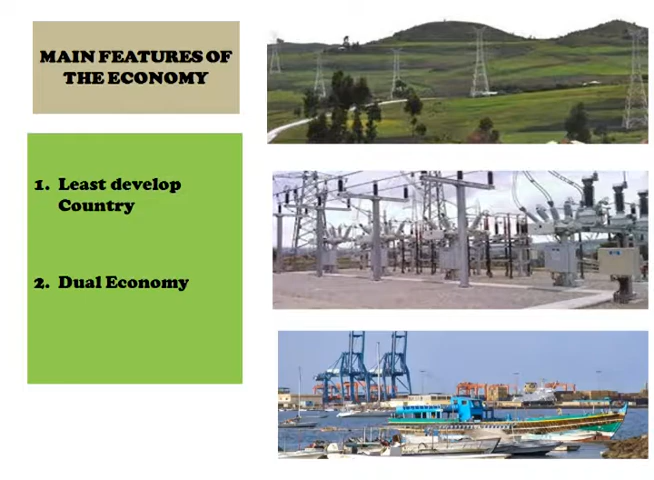 MAIN FEATURES OF
THE ECONOMY
1. Least develop
Country
2. Dual Economy